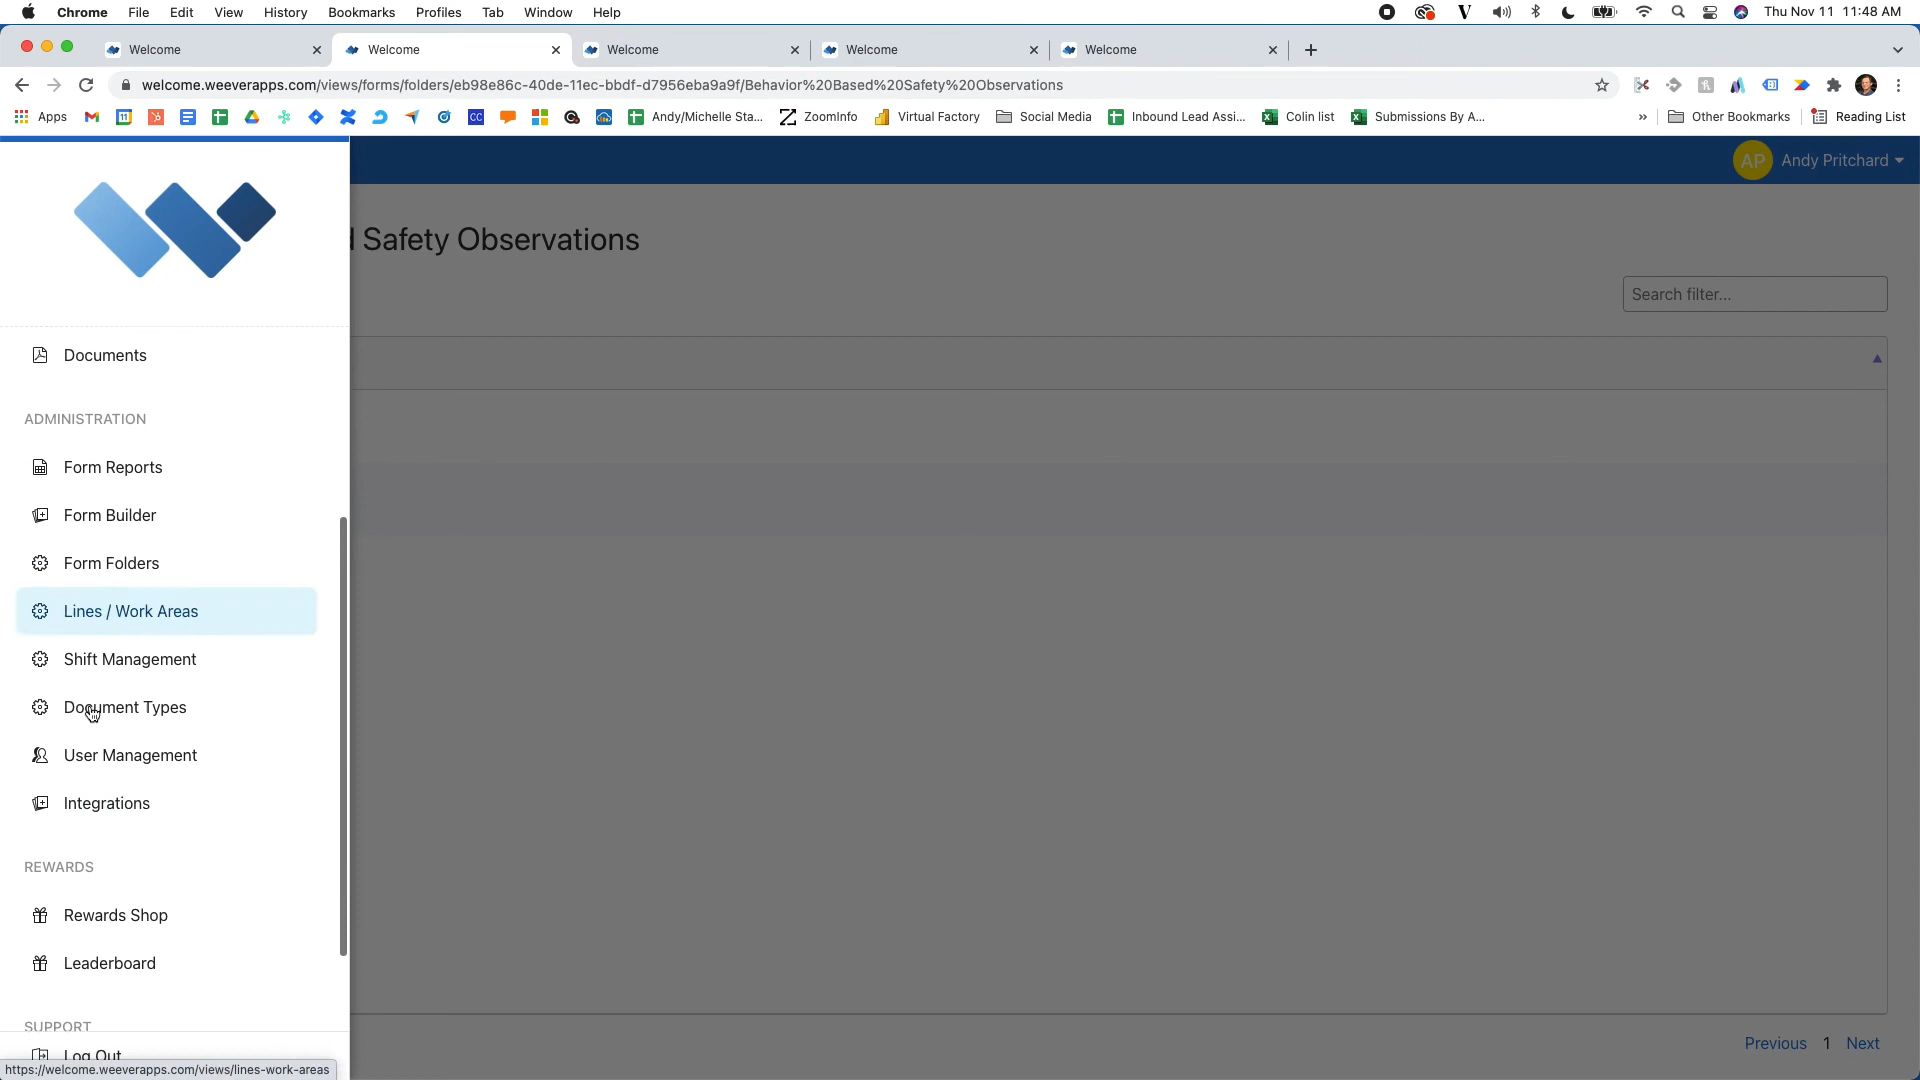 Chrome File Edit View History Bookmarks Profiles Tab Window Help Thu Nov 11 11:48 AM
Welcome Welcome Welcome Welcome Welcome
welcome.weeverapps.com/views/forms/folders/eb98e86c-40de-11ec-bbdf-d7956eba9a9f/Behavior%20Based%20Safety%20Observations
Apps Andy/Michelle Sta... ZoomInfo Virtual Factory Social Media Inbound Lead Assi... Colin list Submissions By A... » Other Bookmarks Reading List
AP Andy Pritchard
d Safety Observations
Search filter...
Documents
ADMINISTRATION
Form Reports
Form Builder
Form Folders
Lines / Work Areas
Shift Management
Document Types
User Management
Integrations
REWARDS
Rewards Shop
Leaderboard
SUPPORT
Previous 1 Next
Log Out
https://welcome.weeverapps.com/views/lines-work-areas